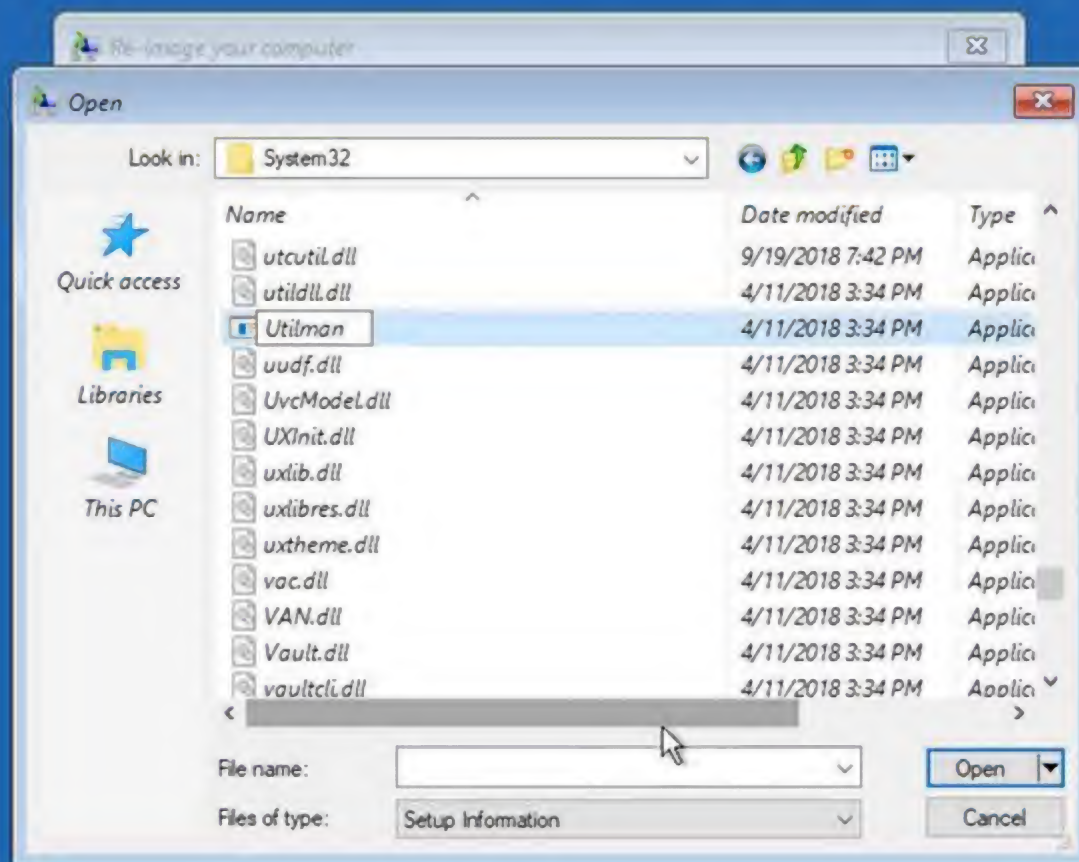 Re-image your computer
Open
Look in: System32
Name Date modified Type
utcutil.dll 9/19/2018 7:42 PM Applic
utildll.dll 4/11/2018 3:34 PM Applic
Utilman 4/11/2018 3:34 PM Applic
uudf.dll 4/11/2018 3:34 PM Applic
UvcModel.dll 4/11/2018 3:34 PM Applic
UXInit.dll 4/11/2018 3:34 PM Applic
uxlib.dll 4/11/2018 3:34 PM Applic
uxlibres.dll 4/11/2018 3:34 PM Applic
uxtheme.dll 4/11/2018 3:34 PM Applic
vac.dll 4/11/2018 3:34 PM Applic
VAN.dll 4/11/2018 3:34 PM Applic
Vault.dll 4/11/2018 3:34 PM Applic
vaultcli.dll 4/11/2018 3:34 PM Applic
Quick access
Libraries
This PC
File name: Open
Files of type: Setup Information Cancel